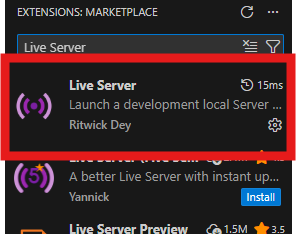 EXTENSIONS: MARKETPLACE
Live Server
Live Server 15ms
Launch a development local Server ...
Ritwick Dey
Live Server
A better Live Server with instant up...
Yannick Install
Live Server Preview 1.5M 3.5